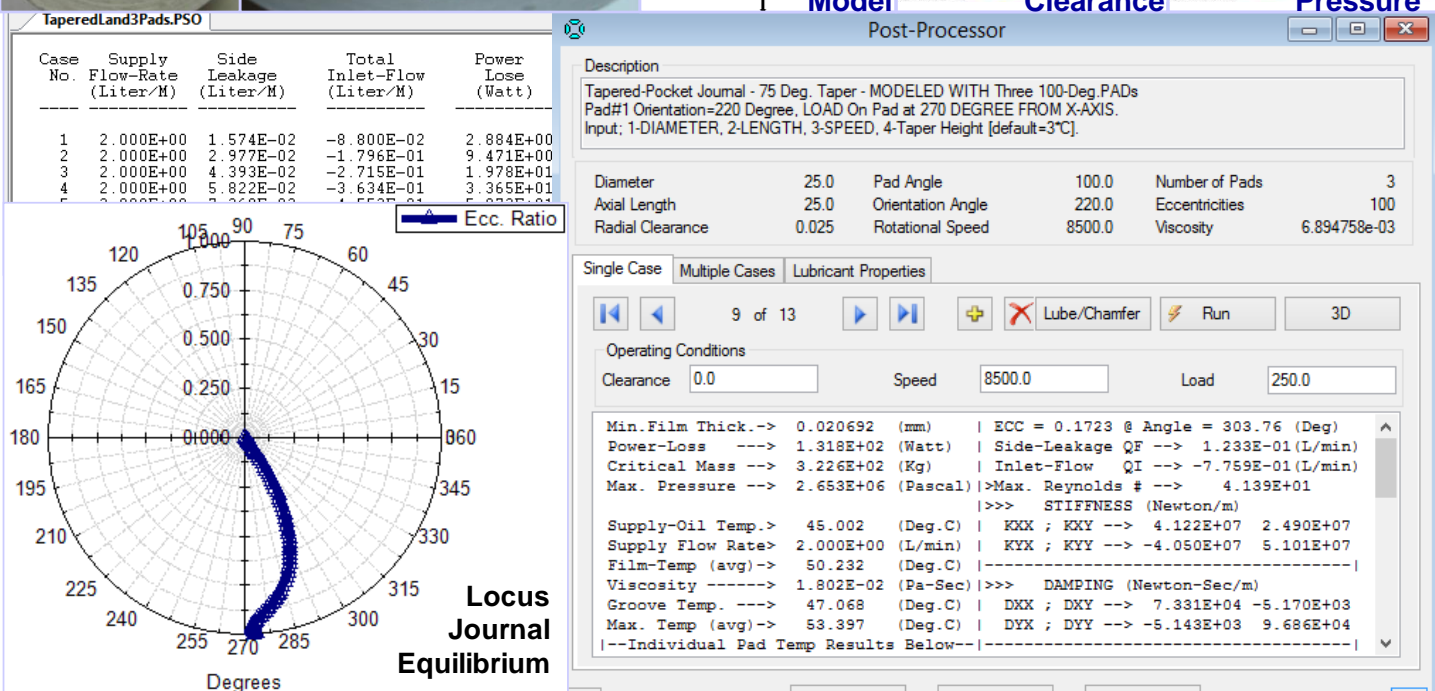 Model Clearance Pressure
TaperedLand3Pads.PSO
Case Supply Side Total Power
No. Flow-Rate Leakage Inlet-Flow Lose
(Liter/M) (Liter/M) (Liter/M) (Watt)
---- --------- --------- ---------- ---------
1 2.000E+00 1.574E-02 -8.800E-02 2.884E+00
2 2.000E+00 2.977E-02 -1.796E-01 9.471E+00
3 2.000E+00 4.393E-02 -2.715E-01 1.978E+01
4 2.000E+00 5.822E-02 -3.634E-01 3.365E+01
Ecc. Ratio
90
105 75
1.000
120 60
135 0.750 45
150 0.500 30
165 0.250 15
180 0.000 360
195 345
210 330
225 315
240 300
255 270 285
Degrees
Locus
Journal
Equilibrium
Post-Processor
Description
Tapered-Pocket Journal - 75 Deg. Taper - MODELED WITH Three 100-Deg.PADs
Pad#1 Orientation=220 Degree, LOAD On Pad at 270 DEGREE FROM X-AXIS.
Input; 1-DIAMETER, 2-LENGTH, 3-SPEED, 4-Taper Height [default=3*C].
Diameter 25.0 Pad Angle 100.0 Number of Pads 3
Axial Length 25.0 Orientation Angle 220.0 Eccentricities 100
Radial Clearance 0.025 Rotational Speed 8500.0 Viscosity 6.894758e-03
Single Case Multiple Cases Lubricant Properties
9 of 13 Lube/Chamfer Run 3D
Operating Conditions
Clearance 0.0 Speed 8500.0 Load 250.0
Min.Film Thick.-> 0.020692 (mm) | ECC = 0.1723 @ Angle = 303.76 (Deg)
Power-Loss ---> 1.318E+02 (Watt) | Side-Leakage QF --> 1.233E-01(L/min)
Critical Mass --> 3.226E+02 (Kg) | Inlet-Flow QI --> -7.759E-01(L/min)
Max. Pressure --> 2.653E+06 (Pascal)|>Max. Reynolds # --> 4.139E+01
|>>> STIFFNESS (Newton/m)
Supply-Oil Temp.> 45.002 (Deg.C) | KXX ; KXY --> 4.122E+07 2.490E+07
Supply Flow Rate> 2.000E+00 (L/min) | KYX ; KYY --> -4.050E+07 5.101E+07
Film-Temp (avg)-> 50.232 (Deg.C) |-------------------------------------|
Viscosity ------> 1.802E-02 (Pa-Sec)|>>> DAMPING (Newton-Sec/m)
Groove Temp. ---> 47.068 (Deg.C) | DXX ; DXY --> 7.331E+04 -5.170E+03
Max. Temp (avg)-> 53.397 (Deg.C) | DYX ; DYY --> -5.143E+03 9.686E+04
|--Individual Pad Temp Results Below--|-------------------------------------|